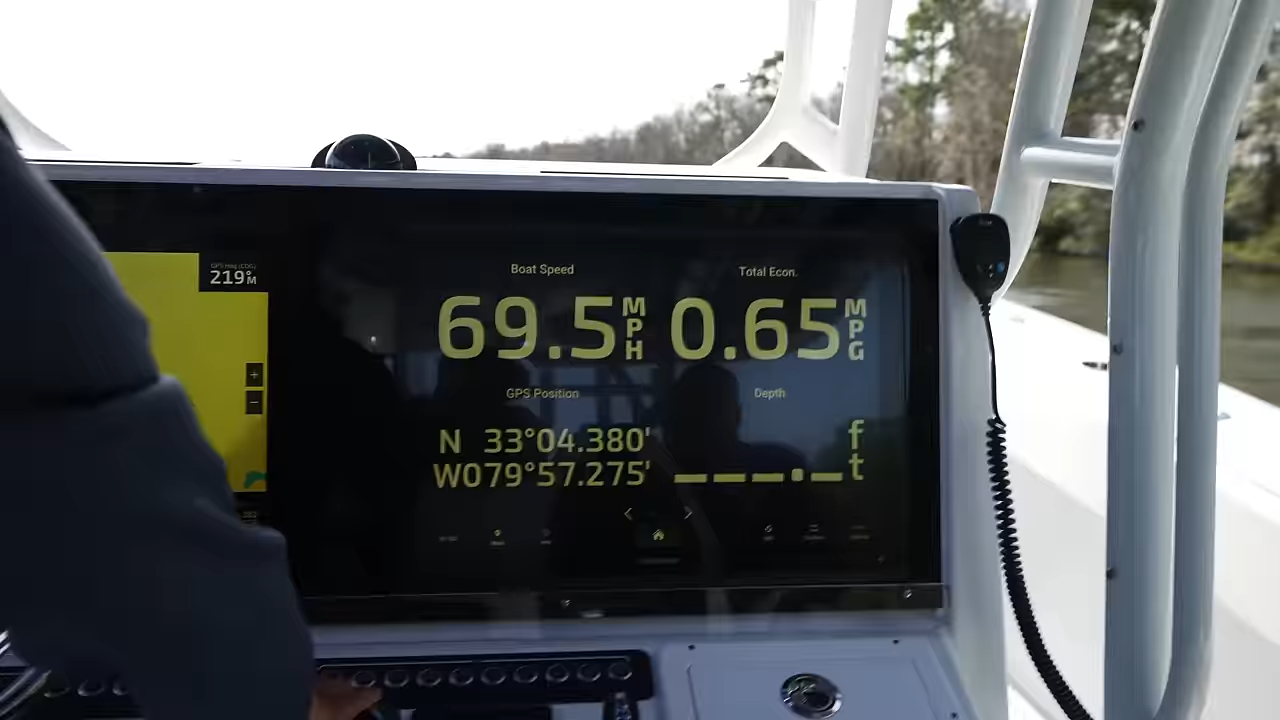 GPS Hdg (COG)
219°M
Boat Speed
69.5 MPH
Total Econ.
0.65 MPG
+
−
GPS Position
N 33°04.380'
W079°57.275'
Depth
___._ ft